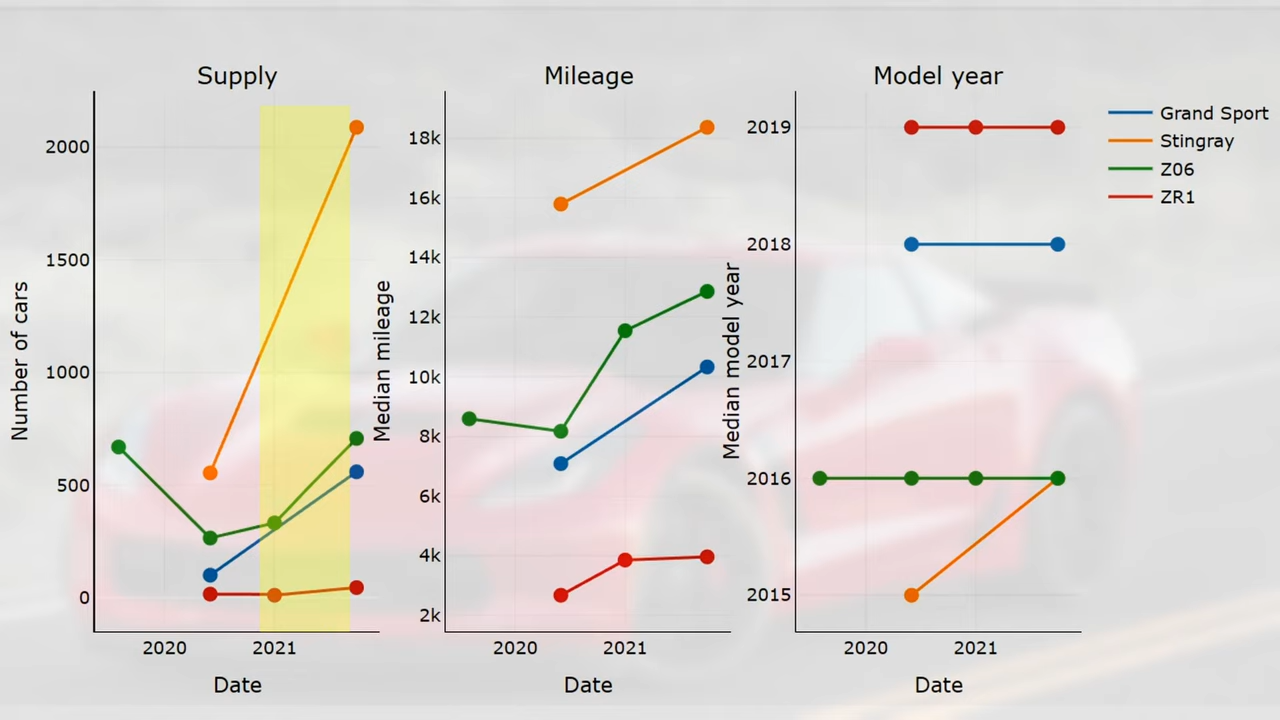 Supply
Number of cars
2000
1500
1000
500
0
2020
2021
Date
Mileage
Median mileage
18k
16k
14k
12k
10k
8k
6k
4k
2k
2020
2021
Date
Model year
Median model year
2019
2018
2017
2016
2015
2020
2021
Date
Grand Sport
Stingray
Z06
ZR1